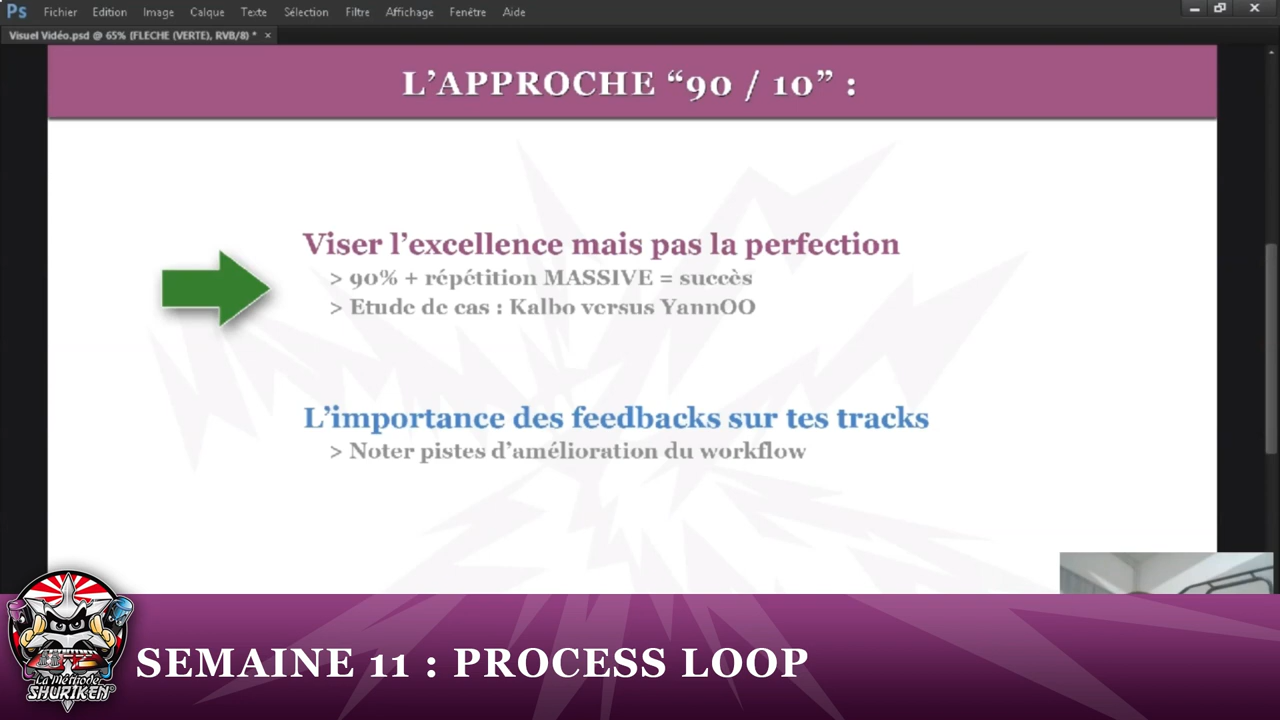 Ps Fichier Edition Image Calque Texte Sélection Filtre Affichage Fenêtre Aide
Visuel Vidéo.psd @ 65% (FLECHE (VERTE), RVB/8) * ×
L’APPROCHE “90 / 10” :
Viser l’excellence mais pas la perfection
> 90% + répétition MASSIVE = succès
> Etude de cas : Kalbo versus YannOO
L’importance des feedbacks sur tes tracks
> Noter pistes d’amélioration du workflow
La Méthode
SHURIKEN
SEMAINE 11 : PROCESS LOOP